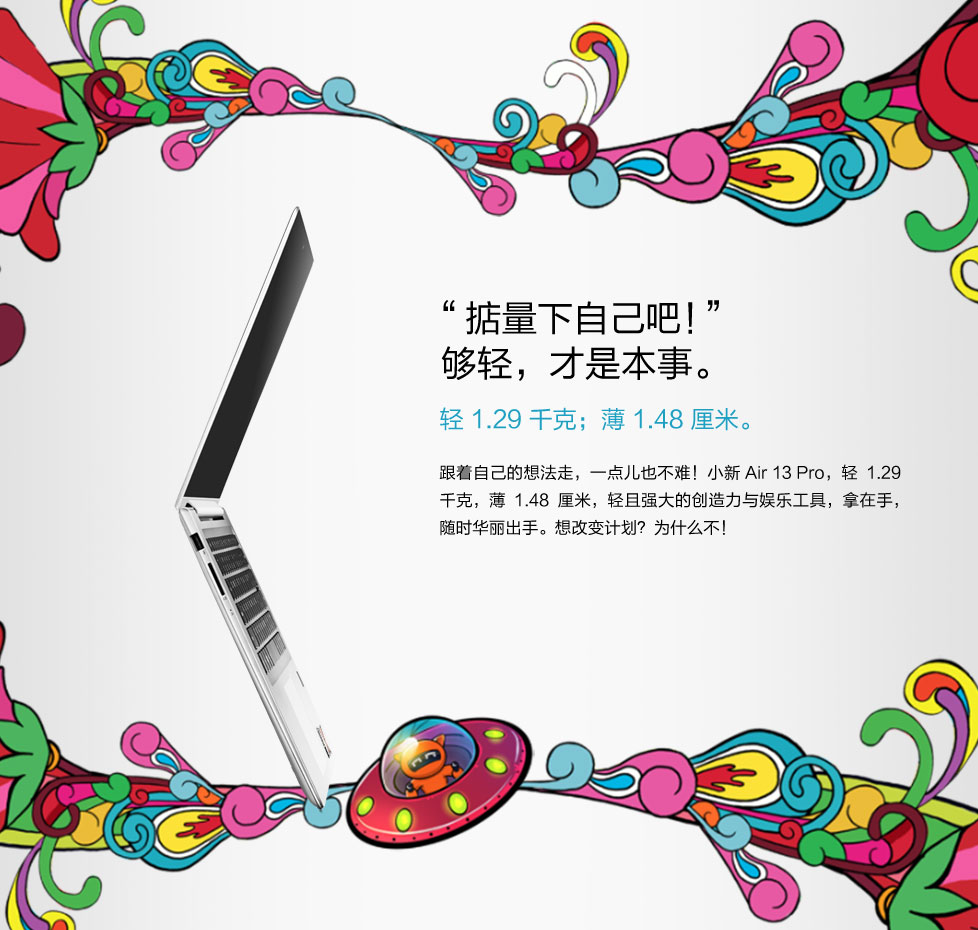 “掂量下自己吧！”
够轻，才是本事。
轻 1.29 千克；薄 1.48 厘米。
跟着自己的想法走，一点儿也不难！小新 Air 13 Pro，轻 1.29
千克，薄 1.48 厘米，轻且强大的创造力与娱乐工具，拿在手，
随时华丽出手。想改变计划？为什么不！